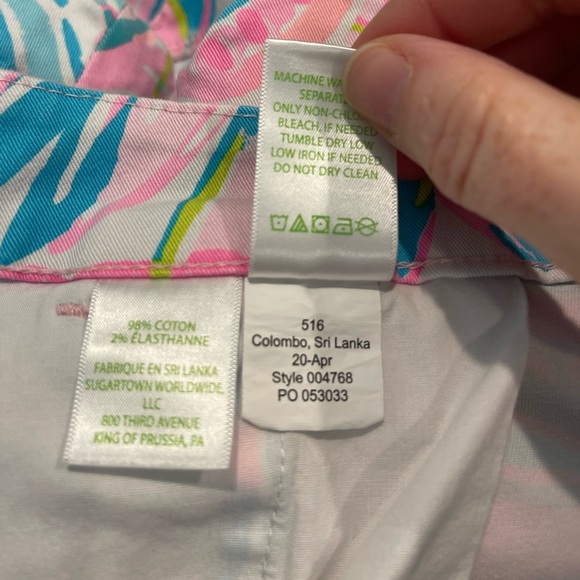 MACHINE
SEPARAT
ONLY NON-CHLO
BLEACH, IF NEEDED
TUMBLE DRY LOW
LOW IRON IF NEEDED
DO NOT DRY CLEAN
98% COTON
2% ÉLASTHANNE
FABRIQUE EN SRI LANKA
SUGARTOWN WORLDWIDE,
LLC
800 THIRD AVENUE
KING OF PRUSSIA, PA
516
Colombo, Sri Lanka
20-Apr
Style 004768
PO 053033